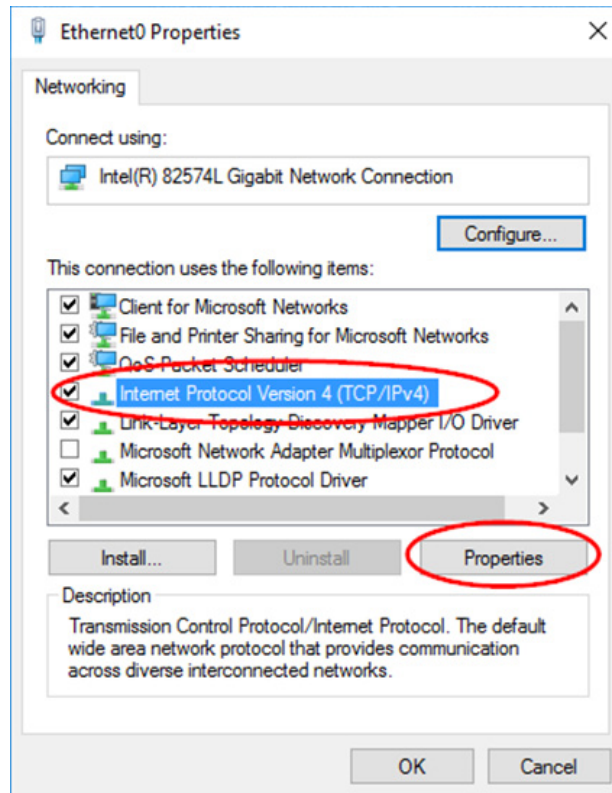 Ethernet0 Properties
Networking
Connect using:
Intel(R) 82574L Gigabit Network Connection
Configure...
This connection uses the following items:
Client for Microsoft Networks
File and Printer Sharing for Microsoft Networks
QoS Packet Scheduler
Internet Protocol Version 4 (TCP/IPv4)
Link-Layer Topology Discovery Mapper I/O Driver
Microsoft Network Adapter Multiplexor Protocol
Microsoft LLDP Protocol Driver
Install...
Uninstall
Properties
Description
Transmission Control Protocol/Internet Protocol. The default
wide area network protocol that provides communication
across diverse interconnected networks.
OK
Cancel